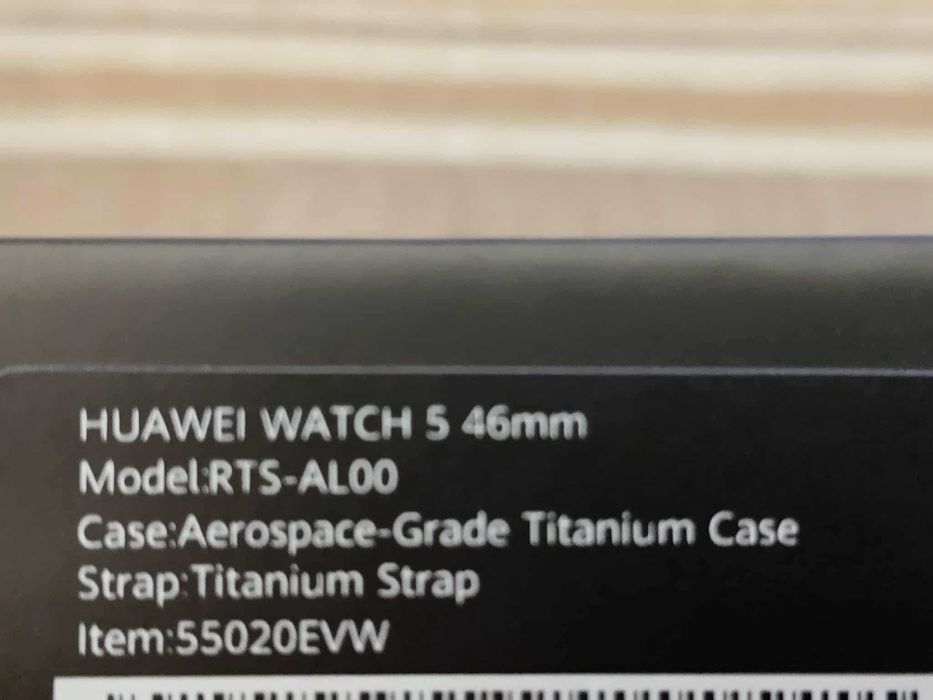 HUAWEI WATCH 5 46mm
Model:RTS-AL00
Case:Aerospace-Grade Titanium Case
Strap:Titanium Strap
Item:55020EVW